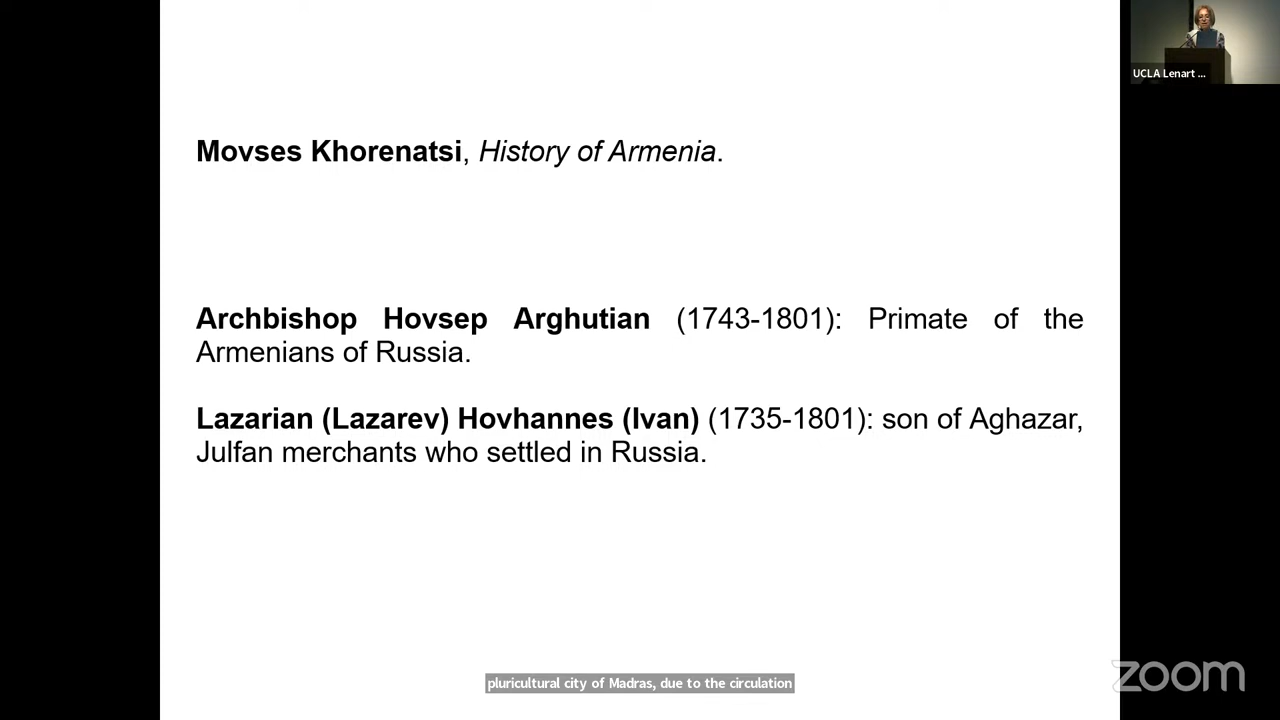 UCLA Lenart ...
Movses Khorenatsi, History of Armenia.
Archbishop Hovsep Arghutian (1743-1801): Primate of the
Armenians of Russia.
Lazarian (Lazarev) Hovhannes (Ivan) (1735-1801): son of Aghazar,
Julfan merchants who settled in Russia.
pluricultural city of Madras, due to the circulation
zoom